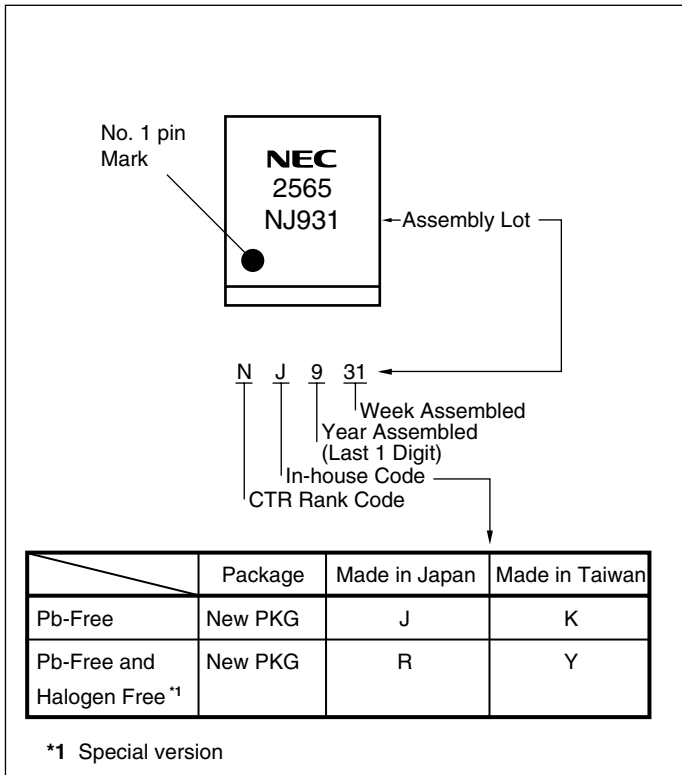 No. 1 pin
Mark
NEC
2565
NJ931
Assembly Lot
N J 9 31
Week Assembled
Year Assembled
(Last 1 Digit)
In-house Code
CTR Rank Code
Package Made in Japan Made in Taiwan
Pb-Free New PKG J K
Pb-Free and New PKG R Y
Halogen Free *1
*1 Special version